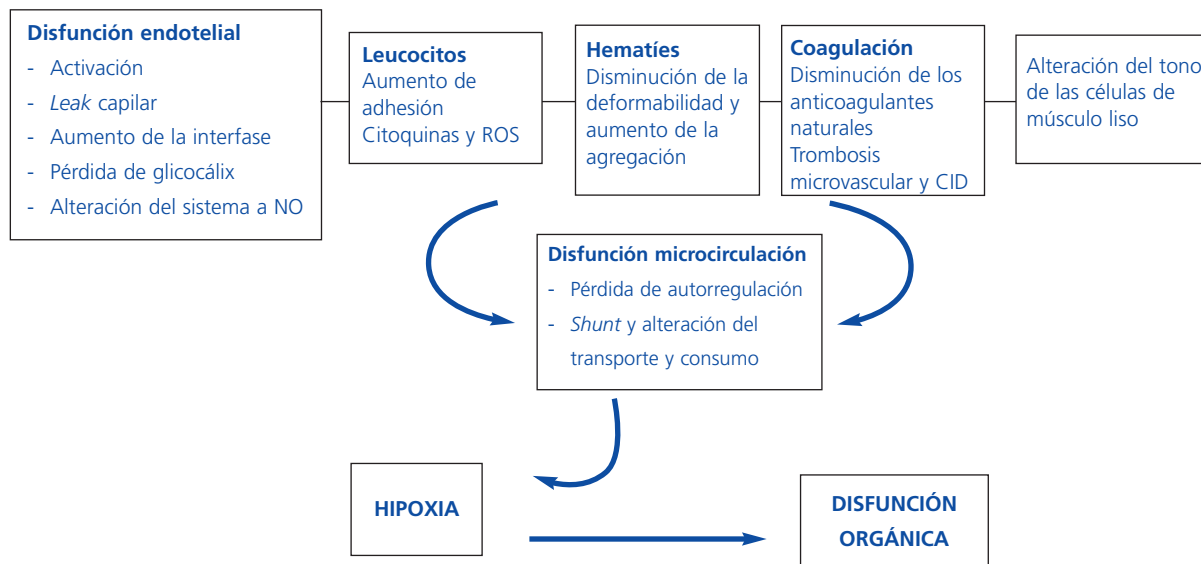 Disfunción endotelial
- Activación
- Leak capilar
- Aumento de la interfase
- Pérdida de glicocálix
- Alteración del sistema a NO
Leucocitos
Aumento de
adhesión
Citoquinas y ROS
Hematíes
Disminución de la
deformabilidad y
aumento de la
agregación
Coagulación
Disminución de los
anticoagulantes
naturales
Trombosis
microvascular y CID
Alteración del tono
de las células de
músculo liso
Disfunción microcirculación
- Pérdida de autorregulación
- Shunt y alteración del
transporte y consumo
HIPOXIA
DISFUNCIÓN
ORGÁNICA